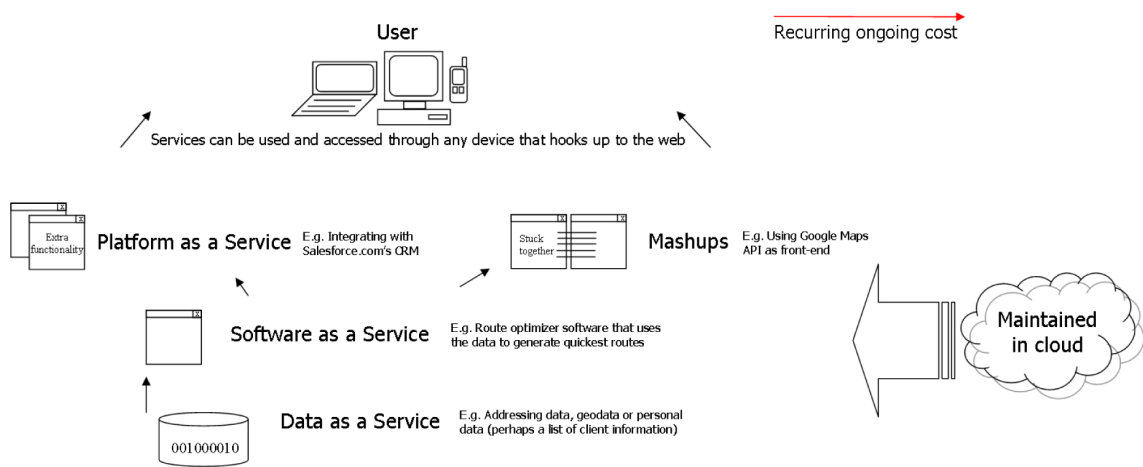 User
Recurring ongoing cost
Services can be used and accessed through any device that hooks up to the web
X
X
Extra
functionality
Platform as a Service
E.g. Integrating with
Salesforce.com's CRM
X
X
Stuck
together
Mashups
E.g. Using Google Maps
API as front-end
X
Software as a Service
E.g. Route optimizer software that uses
the data to generate quickest routes
Maintained
in cloud
Data as a Service
E.g. Addressing data, geodata or personal
data (perhaps a list of client information)
001000010